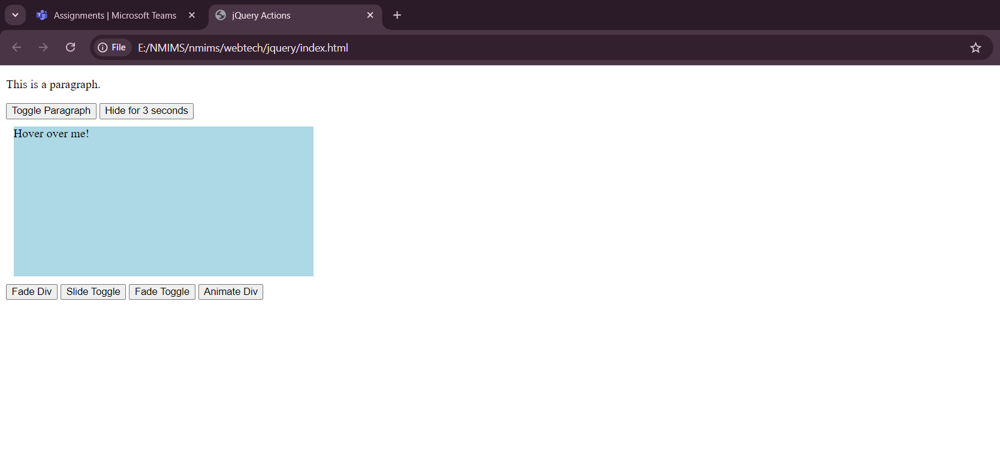 Assignments | Microsoft Teams jQuery Actions
File E:/NMIMS/nmims/webtech/jquery/index.html
This is a paragraph.
Toggle Paragraph Hide for 3 seconds
Hover over me!
Fade Div Slide Toggle Fade Toggle Animate Div